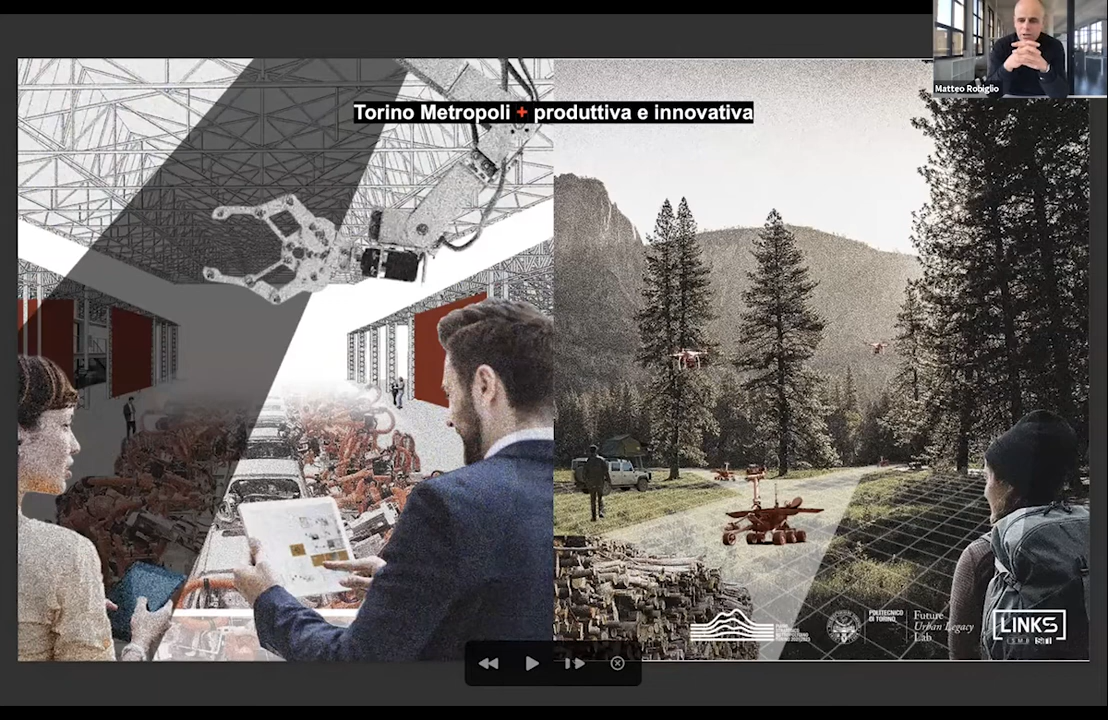 Matteo Robiglio
Torino Metropoli + produttiva e innovativa
POLITECNICO
DI TORINO
Future
Urban Legacy
Lab
LINKS